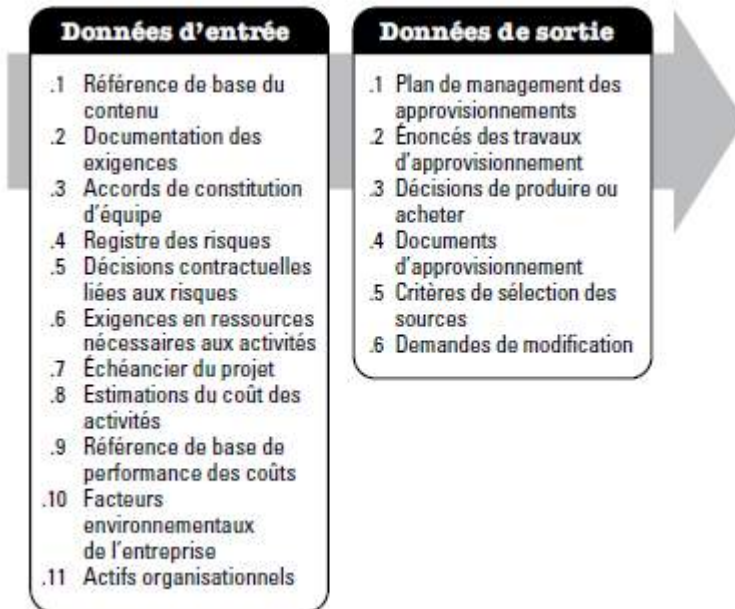 Données d'entrée
.1 Référence de base du
contenu
.2 Documentation des
exigences
.3 Accords de constitution
d'équipe
.4 Registre des risques
.5 Décisions contractuelles
liées aux risques
.6 Exigences en ressources
nécessaires aux activités
.7 Échéancier du projet
.8 Estimations du coût des
activités
.9 Référence de base de
performance des coûts
.10 Facteurs
environnementaux
de l'entreprise
.11 Actifs organisationnels
Données de sortie
.1 Plan de management des
approvisionnements
.2 Énoncés des travaux
d'approvisionnement
.3 Décisions de produire ou
acheter
.4 Documents
d'approvisionnement
.5 Critères de sélection des
sources
.6 Demandes de modification